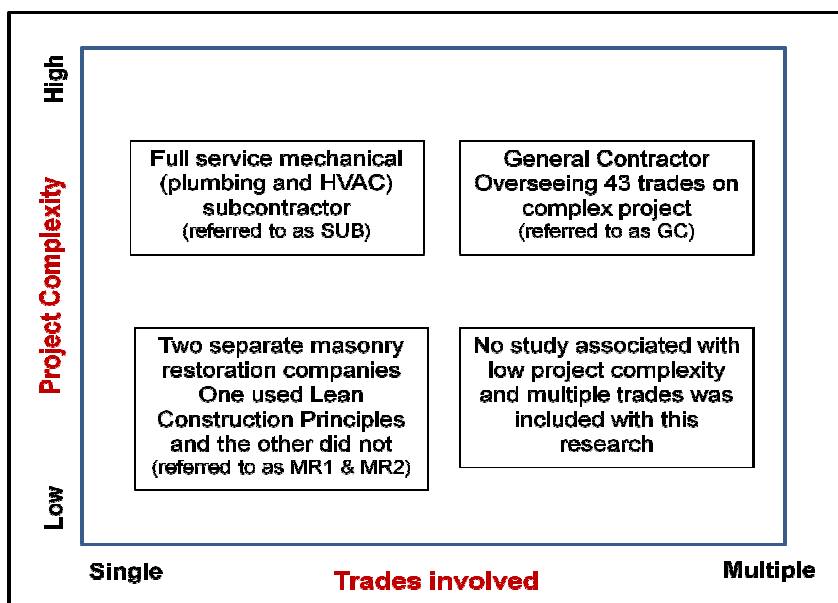 High
Project Complexity
Low
Full service mechanical
(plumbing and HVAC)
subcontractor
(referred to as SUB)
General Contractor
Overseeing 43 trades on
complex project
(referred to as GC)
Two separate masonry
restoration companies
One used Lean
Construction Principles
and the other did not
(referred to as MR1 & MR2)
No study associated with
low project complexity
and multiple trades was
included with this
research
Single
Trades involved
Multiple